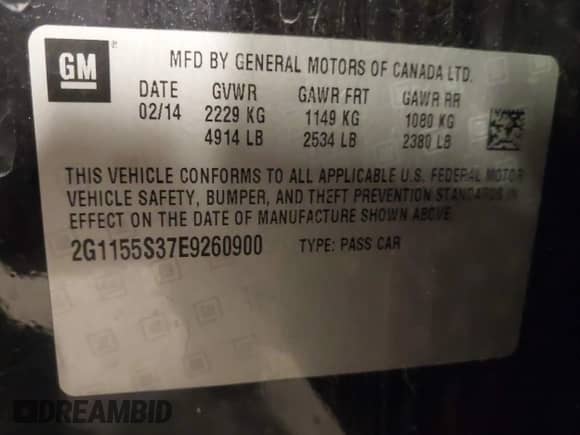 GM
MFD BY GENERAL MOTORS OF CANADA LTD.
DATE GVWR GAWR FRT GAWR RR
02/14 2229 KG 1149 KG 1080 KG
4914 LB 2534 LB 2380 LB
THIS VEHICLE CONFORMS TO ALL APPLICABLE U.S. FEDERAL MOTOR
VEHICLE SAFETY, BUMPER, AND THEFT PREVENTION STANDARDS IN
EFFECT ON THE DATE OF MANUFACTURE SHOWN ABOVE.
2G1155S37E9260900 TYPE: PASS CAR
DREAMBID